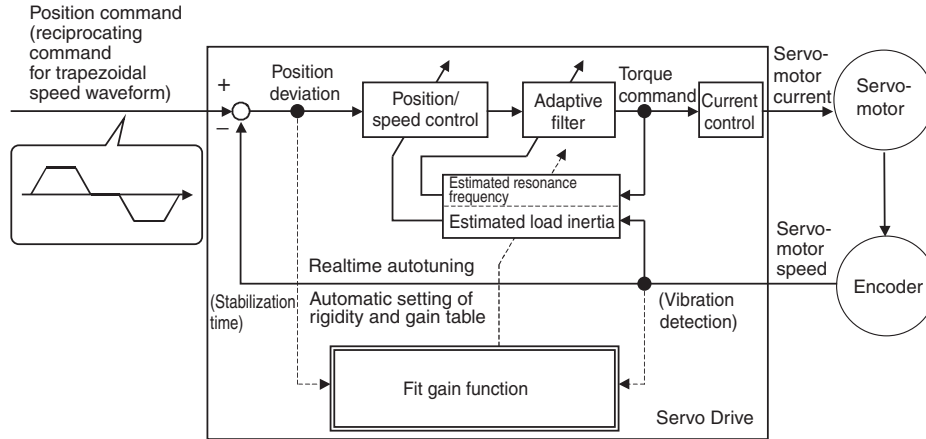 Position command
(reciprocating
command
for trapezoidal
speed waveform)
+
−
Position
deviation
Position/
speed control
Adaptive
filter
Torque
command
Current
control
Servo-
motor
current
Servo-
motor
Estimated resonance
frequency
Estimated load inertia
Realtime autotuning
Servo-
motor
speed
Encoder
(Stabilization
time)
Automatic setting of
rigidity and gain table
(Vibration
detection)
Fit gain function
Servo Drive